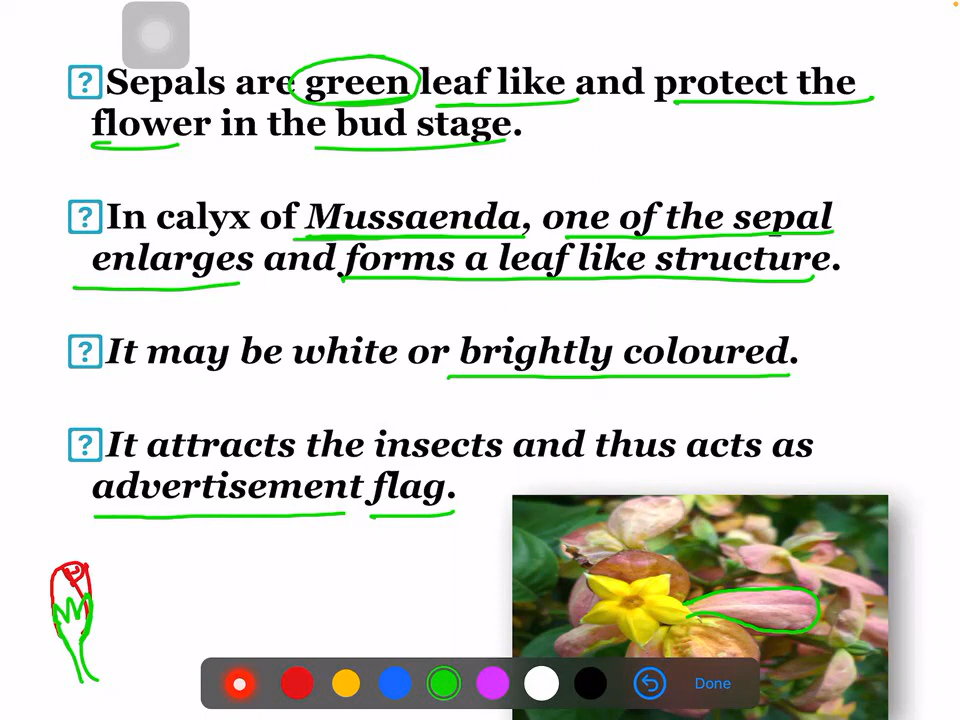 Sepals are green leaf like and protect the
flower in the bud stage.
In calyx of Mussaenda, one of the sepal
enlarges and forms a leaf like structure.
It may be white or brightly coloured.
It attracts the insects and thus acts as
advertisement flag.
Done